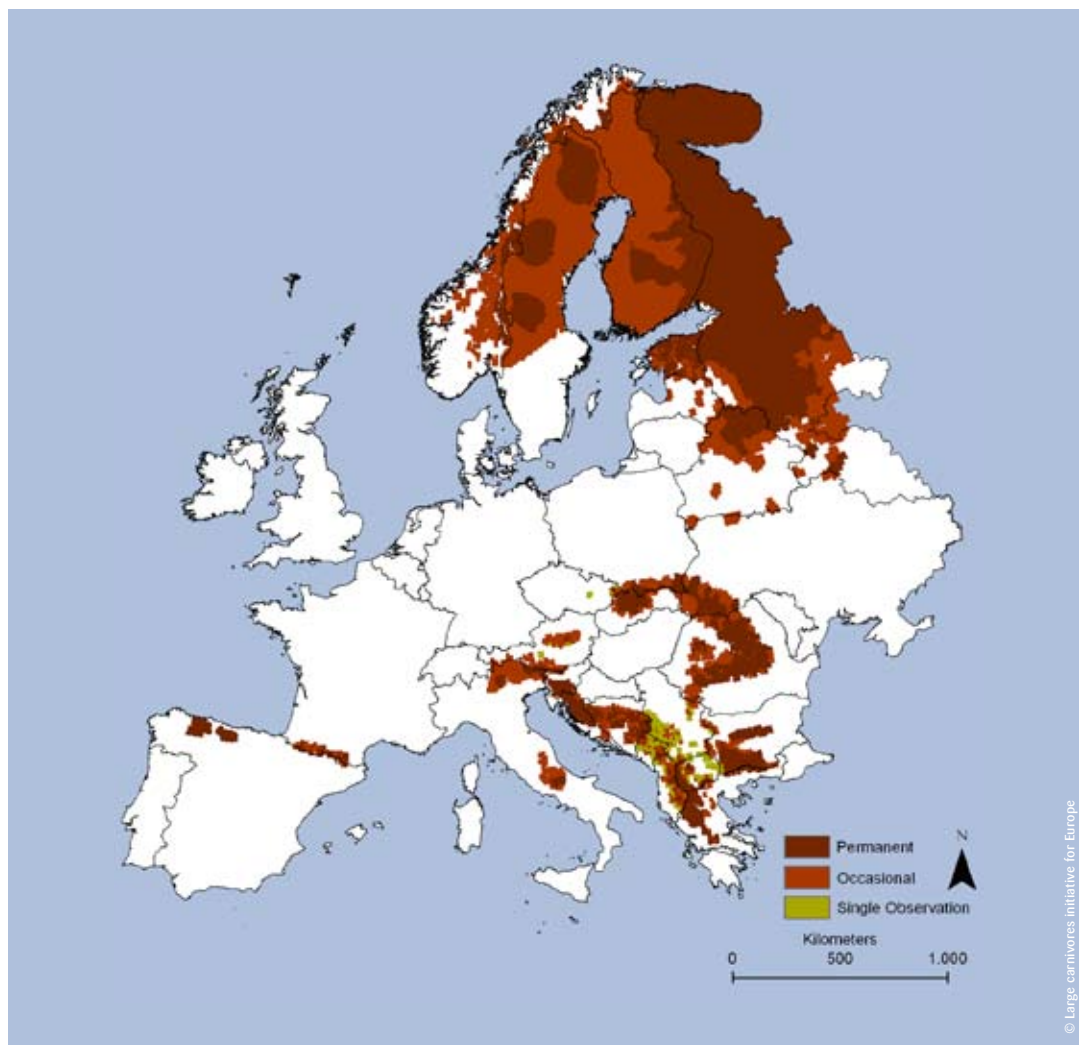 Permanent
N
Occasional
Single Observation
Kilometers
0 500 1.000
© Large carnivores initiative for Europe